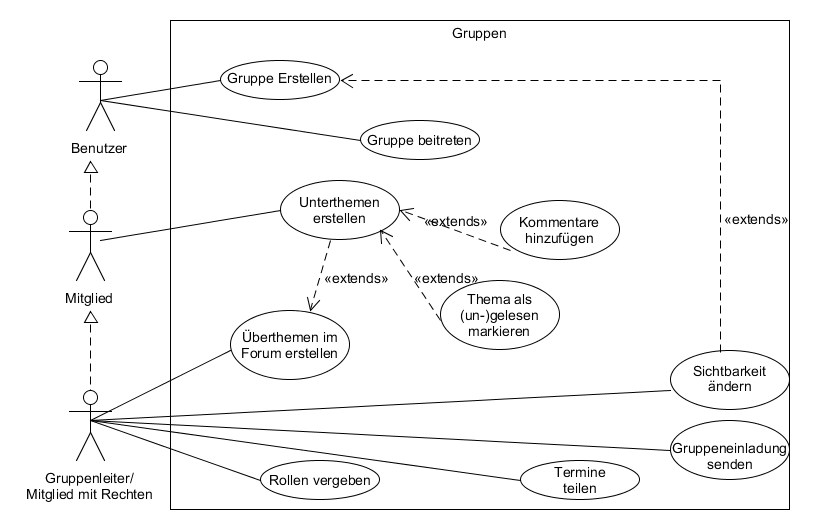 Gruppen
Gruppe Erstellen
Gruppe beitreten
Benutzer
Unterthemen
erstellen
«extends»
Kommentare
hinzufügen
«extends»
Mitglied
«extends»
«extends»
Thema als
(un-)gelesen
markieren
Überthemen im
Forum erstellen
Sichtbarkeit
ändern
Gruppeneinladung
senden
Gruppenleiter/
Mitglied mit Rechten
Rollen vergeben
Termine
teilen